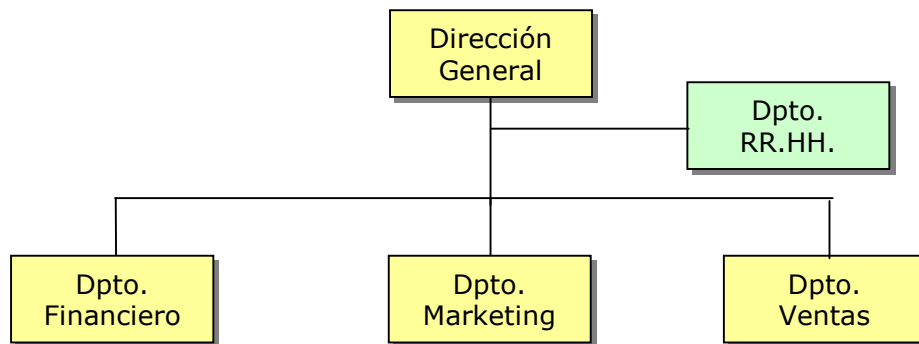 Dirección
General
Dpto.
RR.HH.
Dpto.
Financiero
Dpto.
Marketing
Dpto.
Ventas